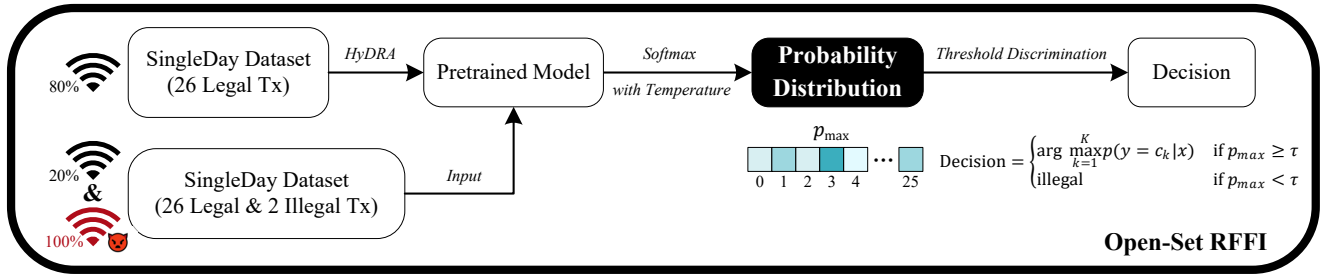 80%
SingleDay Dataset
(26 Legal Tx)
HyDRA
Pretrained Model
Softmax
with Temperature
Probability
Distribution
Threshold Discrimination
Decision
20%
&
100%
SingleDay Dataset
(26 Legal & 2 Illegal Tx)
Input
p_max
0 1 2 3 4 ... 25
Decision = { arg max_{k=1}^{K} p(y = c_k|x) if p_max ≥ τ
illegal if p_max < τ
Open-Set RFFI